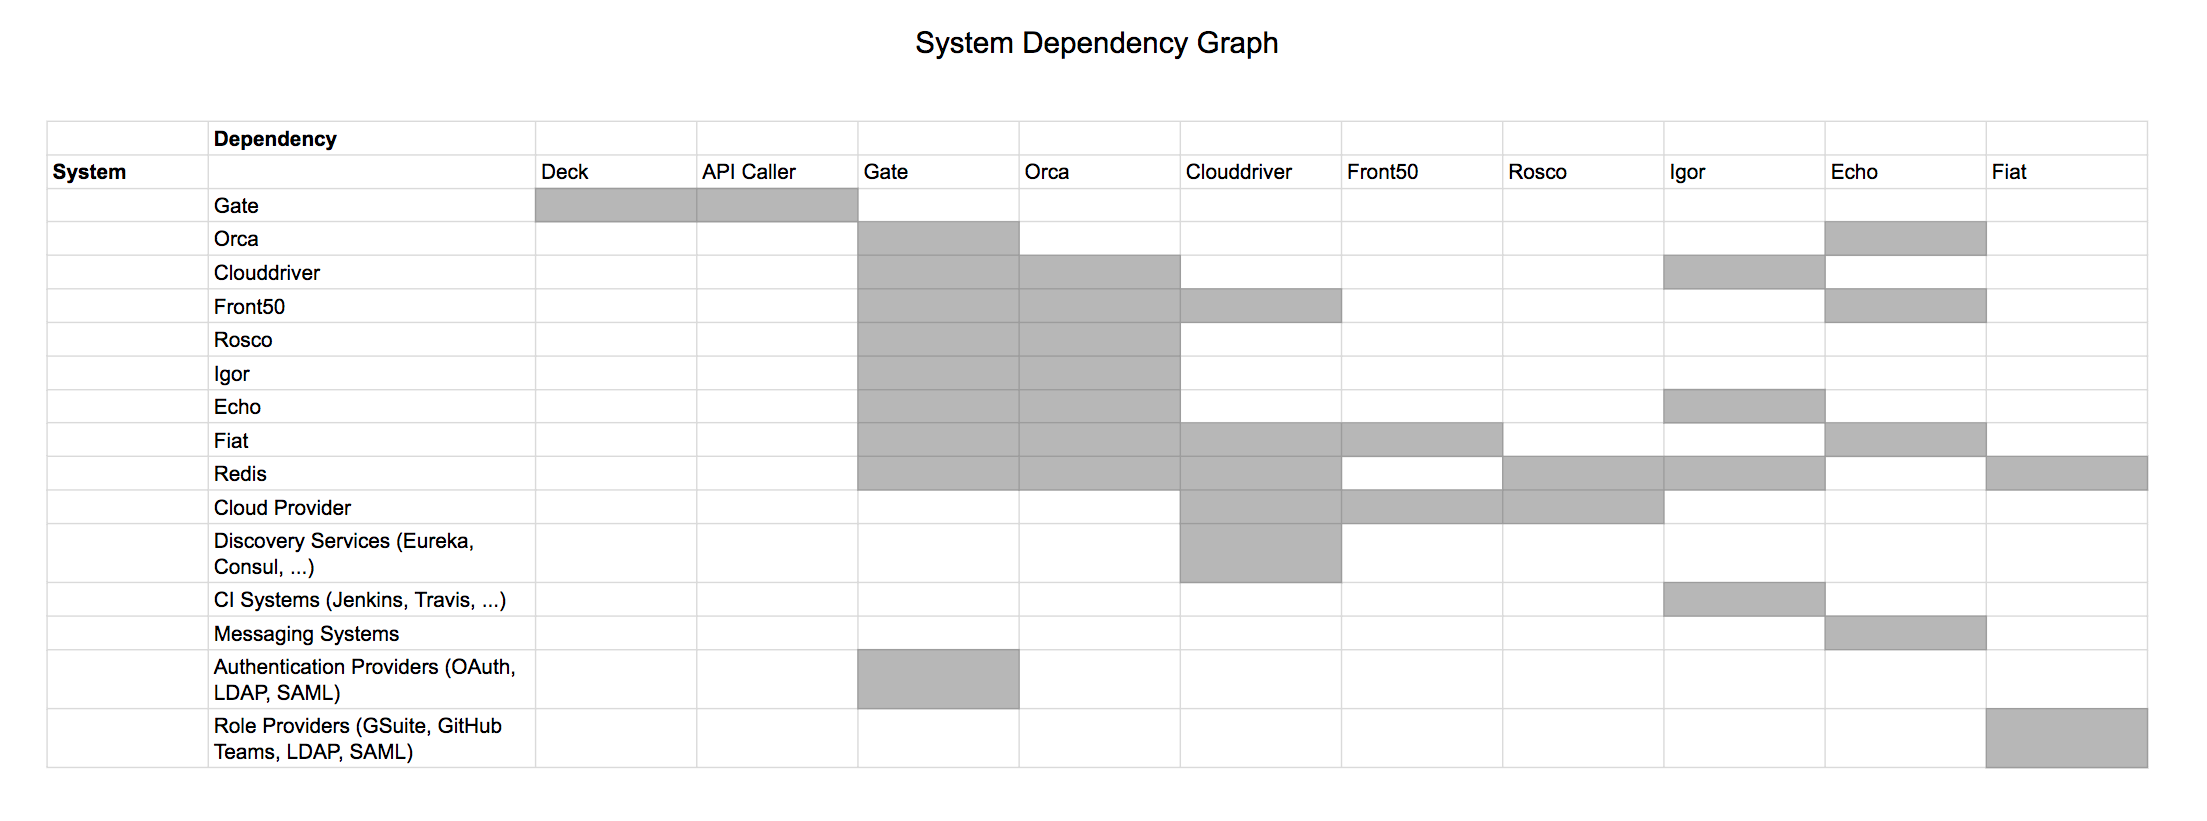 System Dependency Graph
Dependency
System Deck API Caller Gate Orca Clouddriver Front50 Rosco Igor Echo Fiat
Gate
Orca
Clouddriver
Front50
Rosco
Igor
Echo
Fiat
Redis
Cloud Provider
Discovery Services (Eureka,
Consul, ...)
CI Systems (Jenkins, Travis, ...)
Messaging Systems
Authentication Providers (OAuth,
LDAP, SAML)
Role Providers (GSuite, GitHub
Teams, LDAP, SAML)